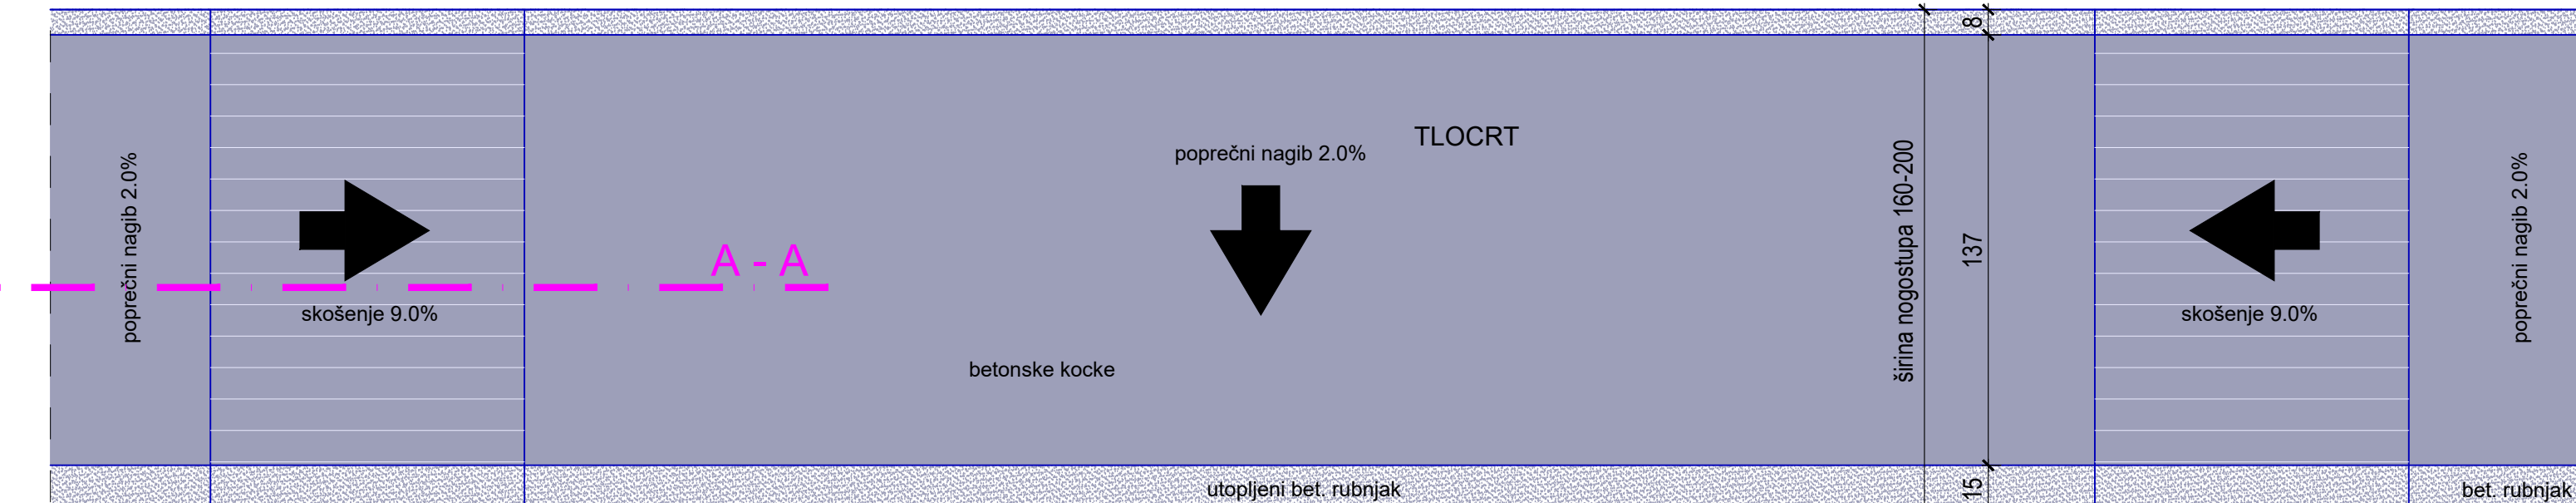 8
TLOCRT
poprečni nagib 2.0%
poprečni nagib 2.0%
širina nogostupa 160-200
137
poprečni nagib 2.0%
A - A
skošenje 9.0%
skošenje 9.0%
betonske kocke
utopljeni bet. rubnjak
15
bet. rubnjak